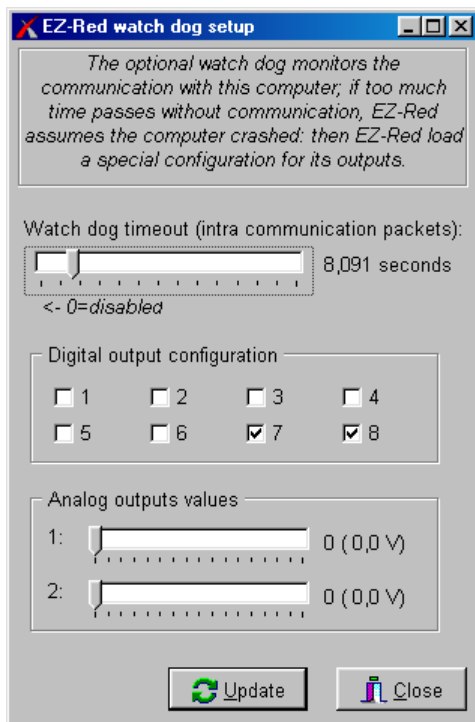 EZ-Red watch dog setup
The optional watch dog monitors the
communication with this computer; if too much
time passes without communication, EZ-Red
assumes the computer crashed: then EZ-Red load
a special configuration for its outputs.
Watch dog timeout (intra communication packets):
8,091 seconds
<- 0=disabled
Digital output configuration
1 2 3 4
5 6 7 8
Analog outputs values
1: 0 ( 0,0 V)
2: 0 ( 0,0 V)
Update Close